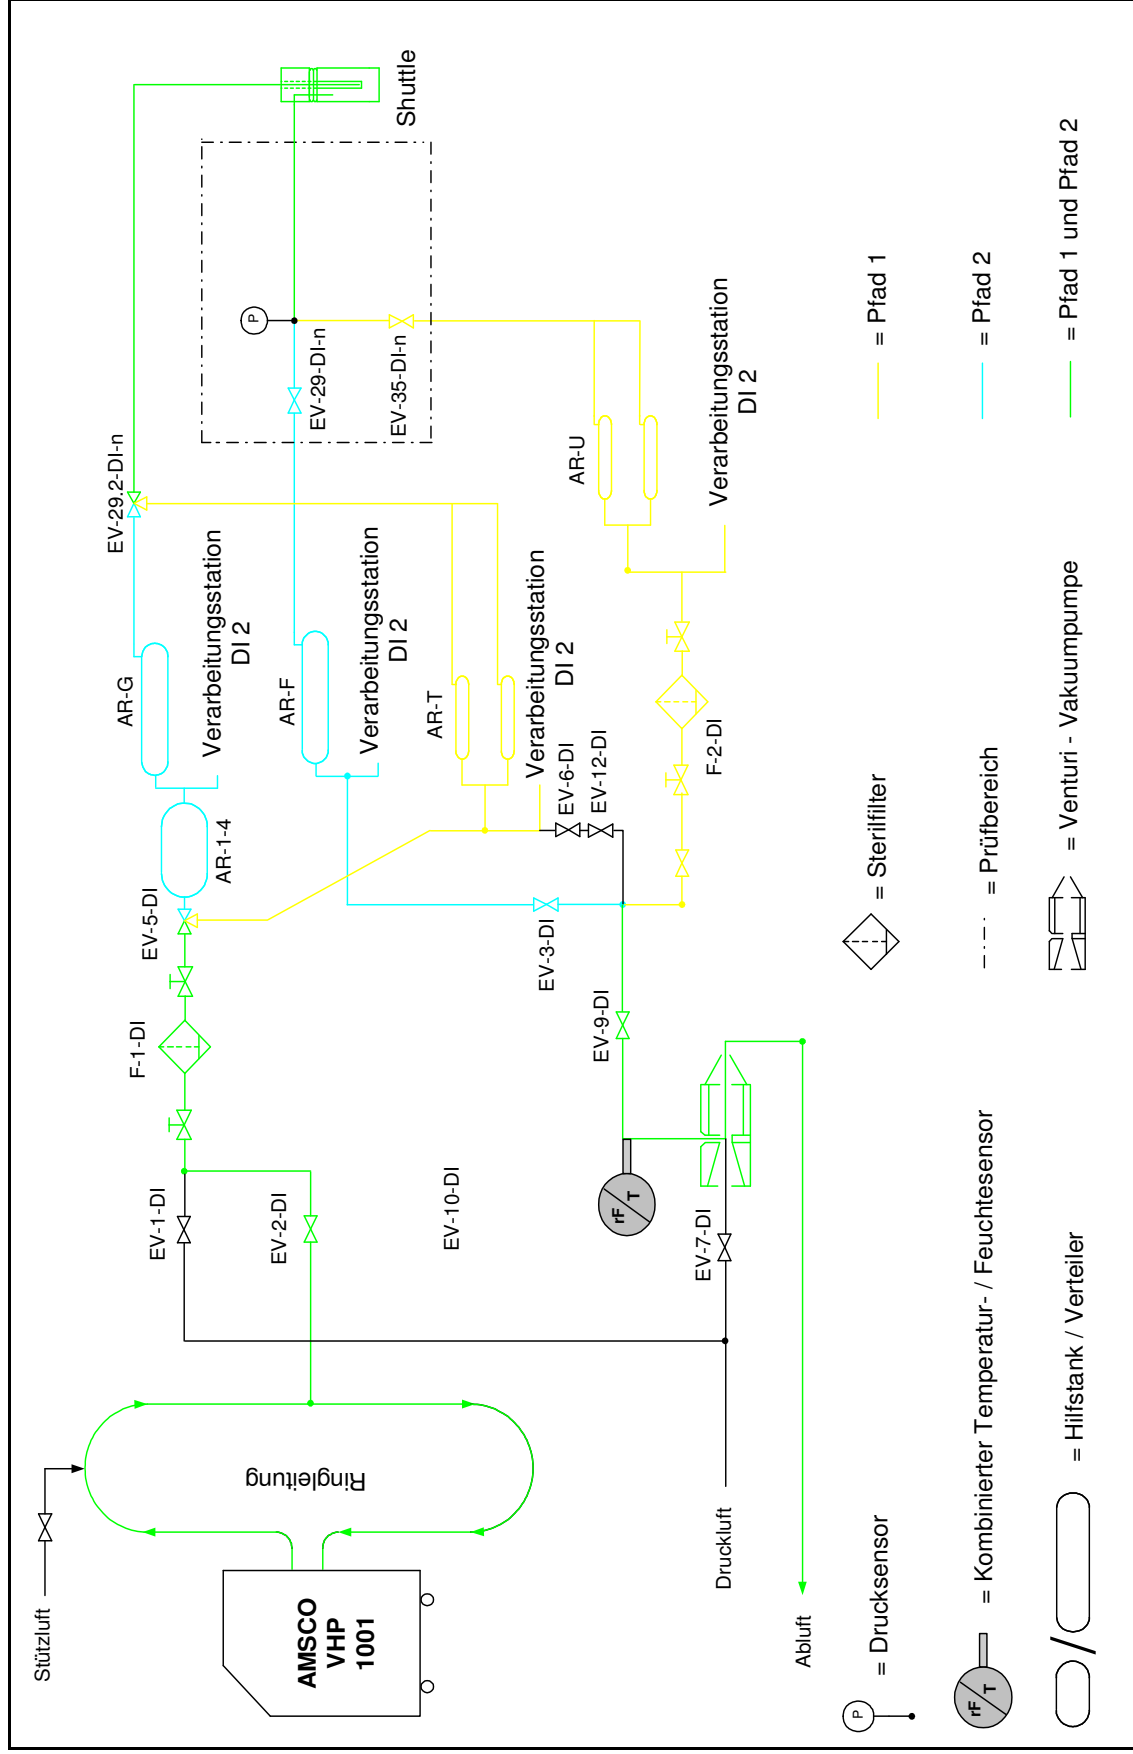 Stützluft
AMSCO
VHP
1001
Ringleitung
EV-1-DI
EV-2-DI
F-1-DI
EV-5-DI
AR-1-4
AR-G
Verarbeitungsstation
DI 2
EV-29.2-DI-n
AR-F
Verarbeitungsstation
DI 2
P
EV-29-DI-n
EV-35-DI-n
Shuttle
AR-T
Verarbeitungsstation
DI 2
EV-6-DI
EV-12-DI
AR-U
Verarbeitungsstation
DI 2
F-2-DI
EV-3-DI
EV-9-DI
EV-10-DI
rF
T
EV-7-DI
Druckluft
Abluft
P
= Drucksensor
= Sterilfilter
= Pfad 1
rF
T
= Kombinierter Temperatur- / Feuchtesensor
= Prüfbereich
= Pfad 2
/
= Hilfstank / Verteiler
= Venturi - Vakuumpumpe
= Pfad 1 und Pfad 2